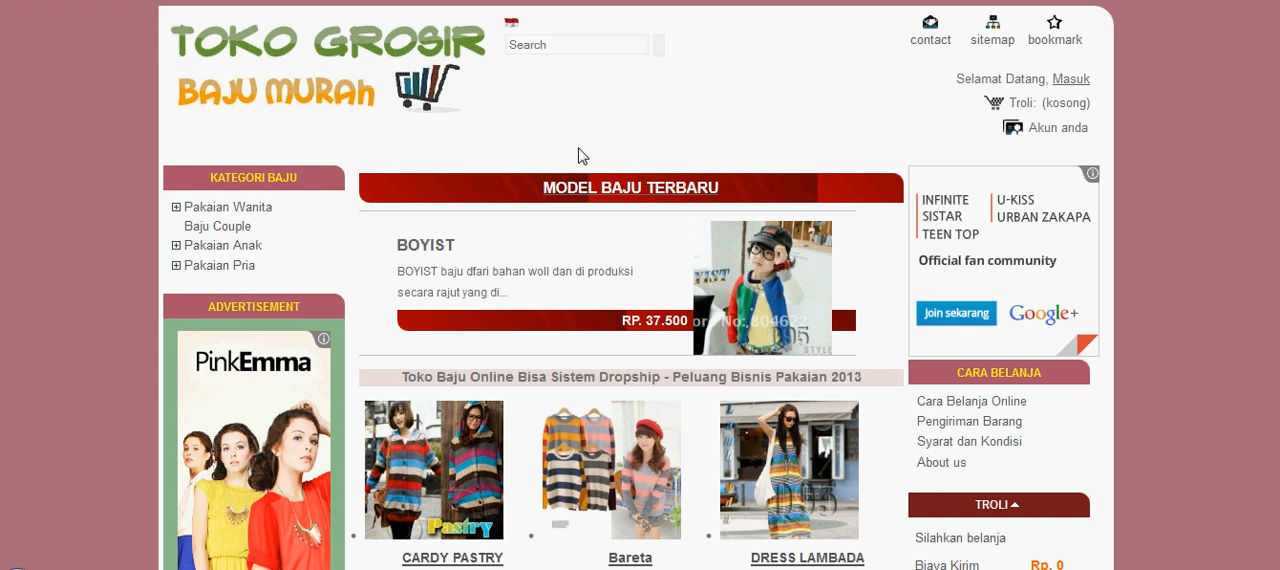 TOKO GROSIR
BAJU MURAH
Search
contact
sitemap
bookmark
Selamat Datang, Masuk
Troli: (kosong)
Akun anda
KATEGORI BAJU
Pakaian Wanita
Baju Couple
Pakaian Anak
Pakaian Pria
ADVERTISEMENT
PinkEmma
MODEL BAJU TERBARU
BOYIST
BOYIST baju dfari bahan woll dan di produksi
secara rajut yang di...
RP. 37.500
Toko Baju Online Bisa Sistem Dropship - Peluang Bisnis Pakaian 2013
Pastry
CARDY PASTRY
Bareta
DRESS LAMBADA
INFINITE
SISTAR
TEEN TOP
U-KISS
URBAN ZAKAPA
Official fan community
Join sekarang
Google+
CARA BELANJA
Cara Belanja Online
Pengiriman Barang
Syarat dan Kondisi
About us
TROLI
Silahkan belanja
Biaya Kirim Rp. 0